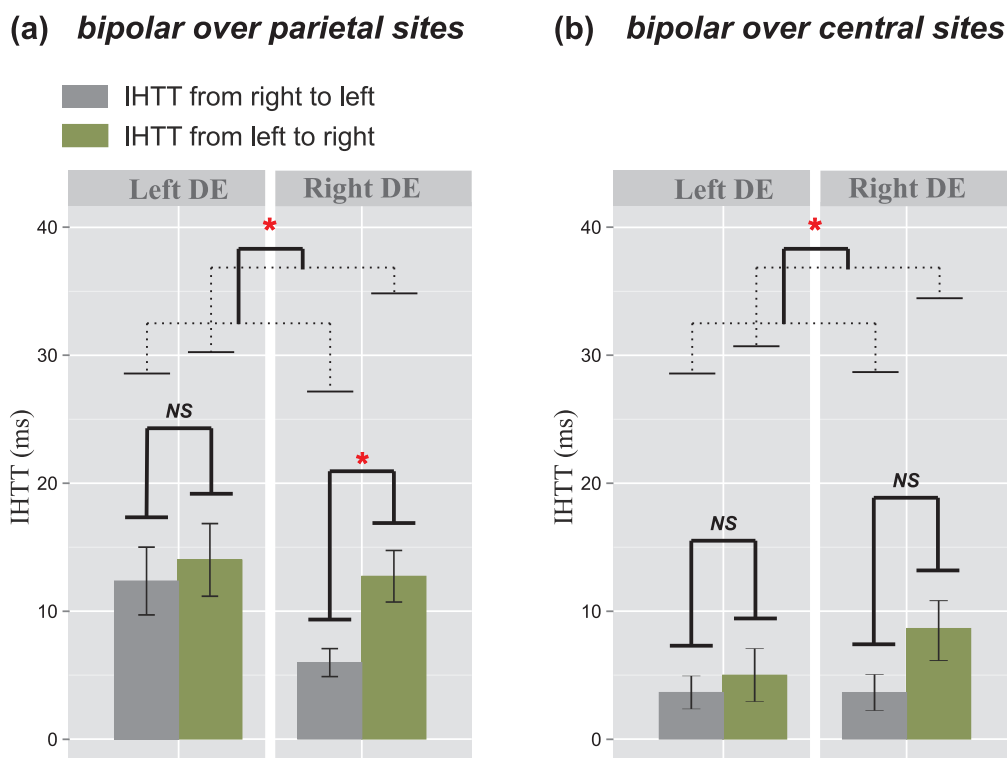 (a) bipolar over parietal sites
IHTT from right to left
IHTT from left to right
Left DE
Right DE
*
40
30
NS
*
20
10
0
IHTT (ms)
(b) bipolar over central sites
Left DE
Right DE
*
40
30
NS
NS
20
10
0
IHTT (ms)